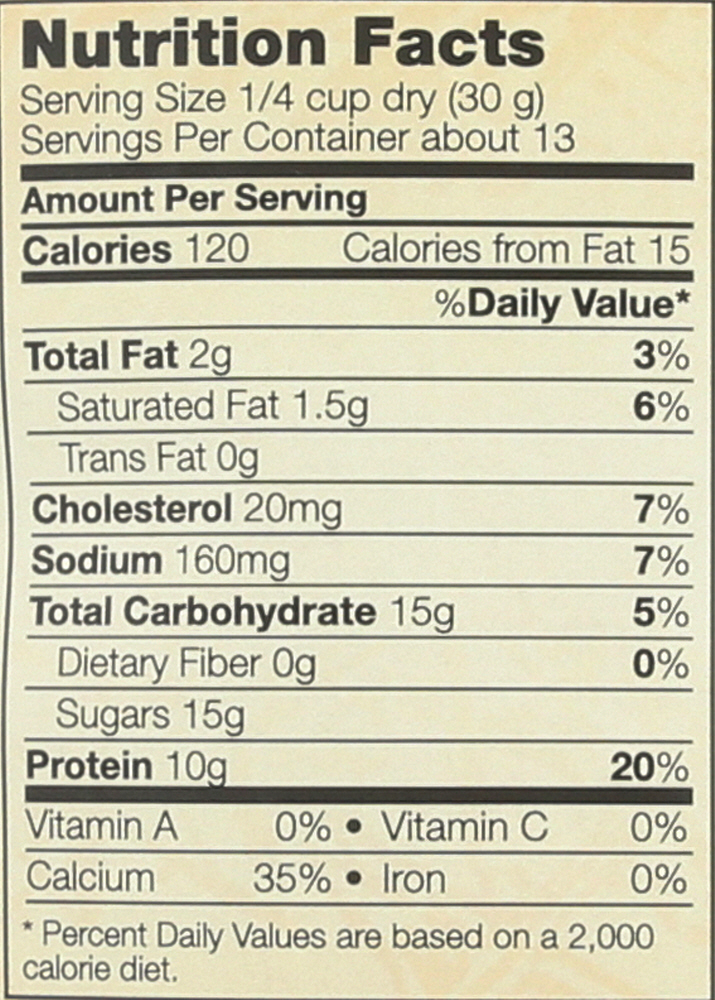 Nutrition Facts
Serving Size 1/4 cup dry (30 g)
Servings Per Container about 13
Amount Per Serving
Calories 120 Calories from Fat 15
%Daily Value*
Total Fat 2g 3%
Saturated Fat 1.5g 6%
Trans Fat 0g
Cholesterol 20mg 7%
Sodium 160mg 7%
Total Carbohydrate 15g 5%
Dietary Fiber 0g 0%
Sugars 15g
Protein 10g 20%
Vitamin A 0% • Vitamin C 0%
Calcium 35% • Iron 0%
* Percent Daily Values are based on a 2,000
calorie diet.